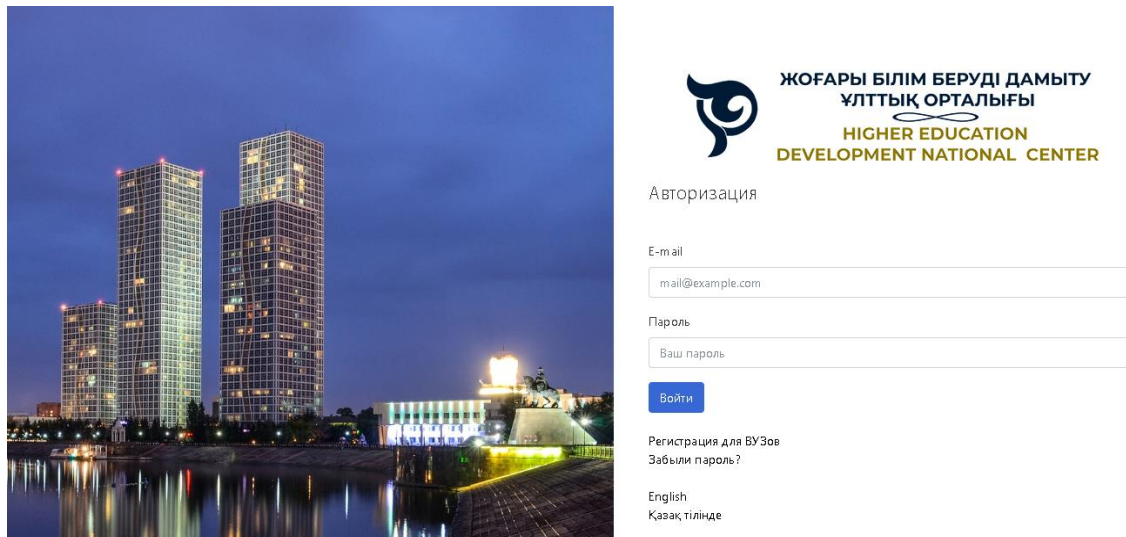 ЖОҒАРЫ БІЛІМ БЕРУДІ ДАМЫТУ
ҰЛТТЫҚ ОРТАЛЫҒЫ
HIGHER EDUCATION
DEVELOPMENT NATIONAL CENTER
Авторизация
E-mail
mail@example.com
Пароль
Ваш пароль
Войти
Регистрация для ВУЗов
Забыли пароль?
English
Қазақ тілінде